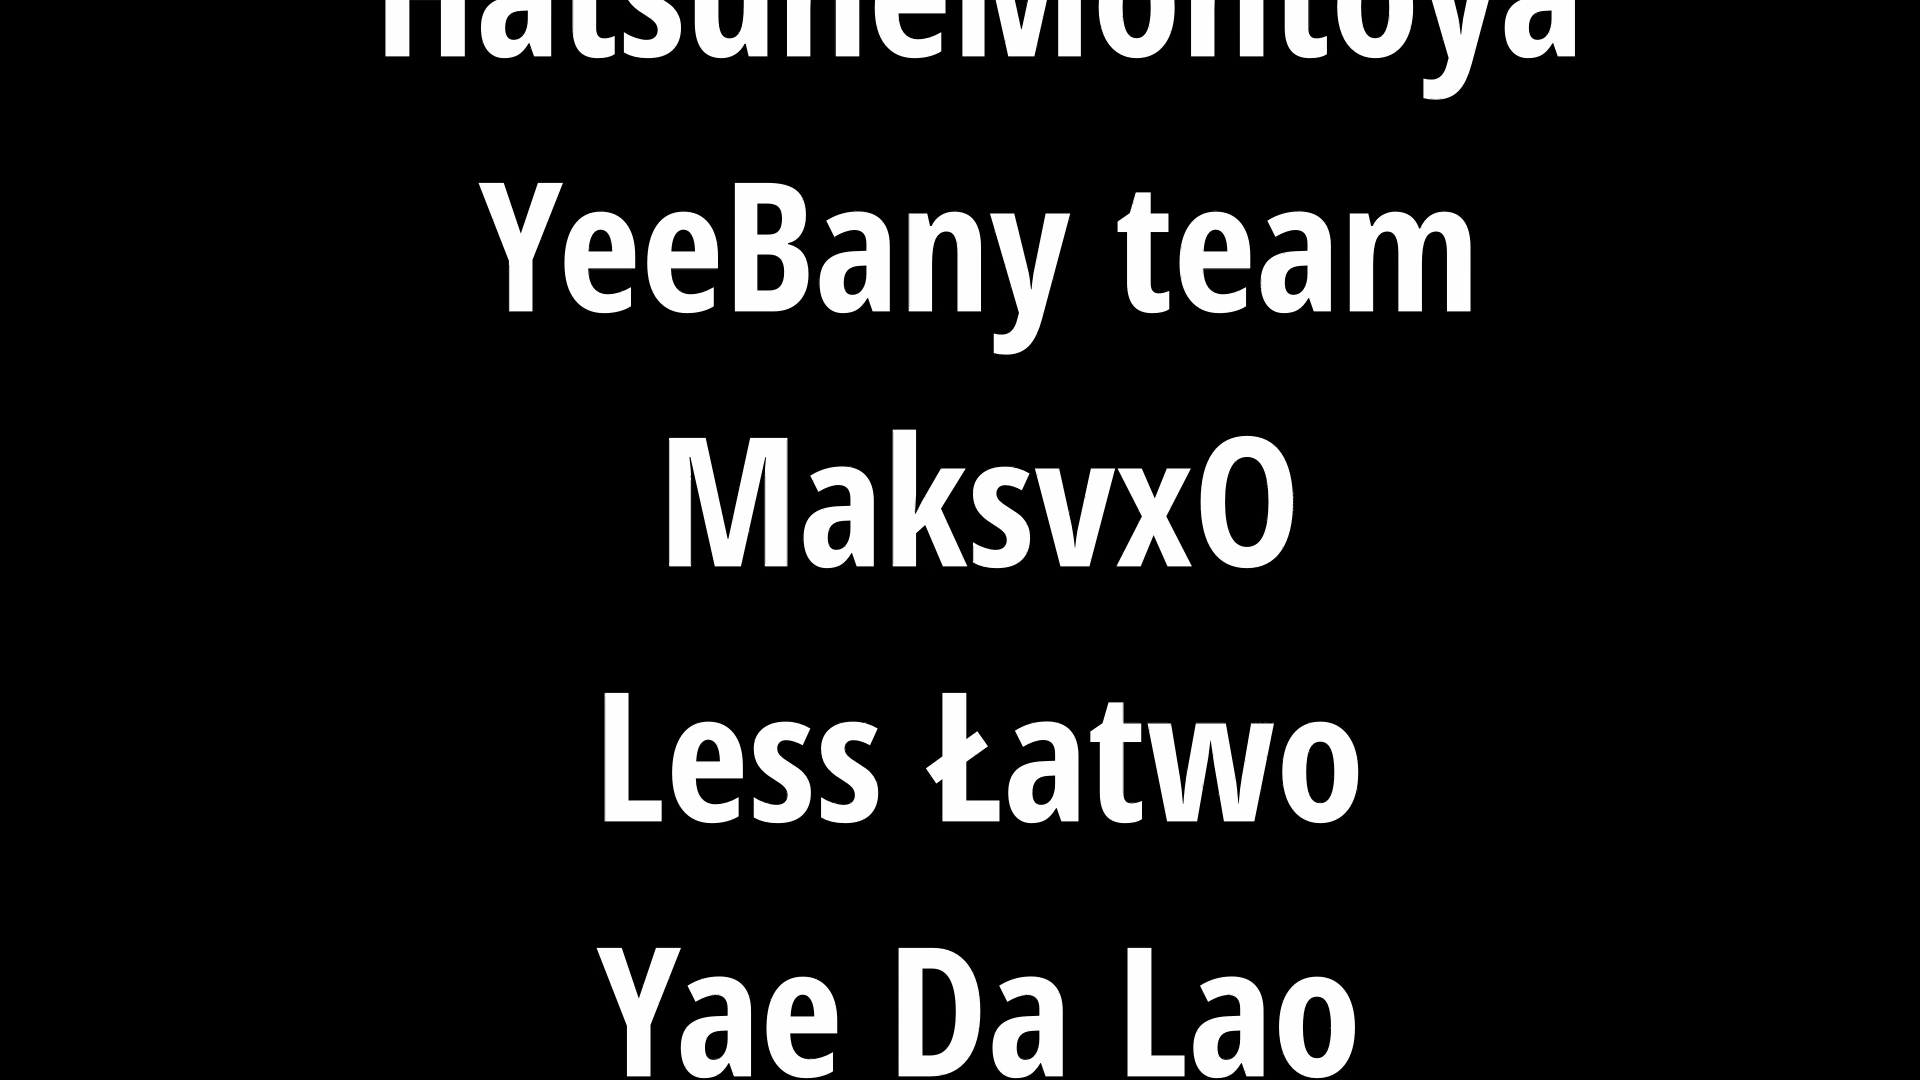 HatsuneMontoya
YeeBany team
MaksvxO
Less Łatwo
Yae Da Lao